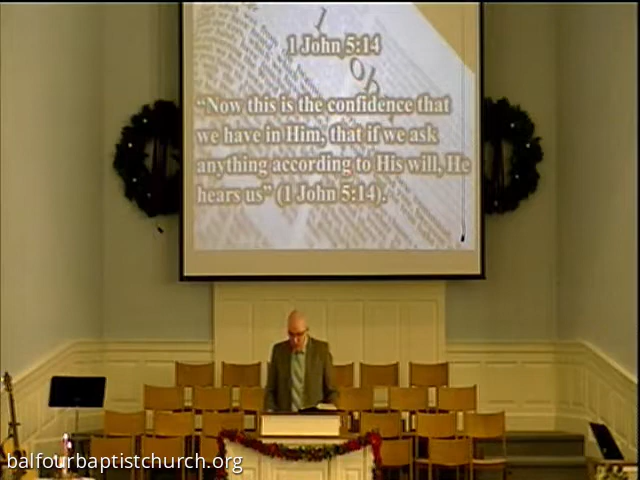 1 John 5:14
"Now this is the confidence that
we have in Him, that if we ask
anything according to His will, He
hears us" (1 John 5:14).
balfourbaptistchurch.org